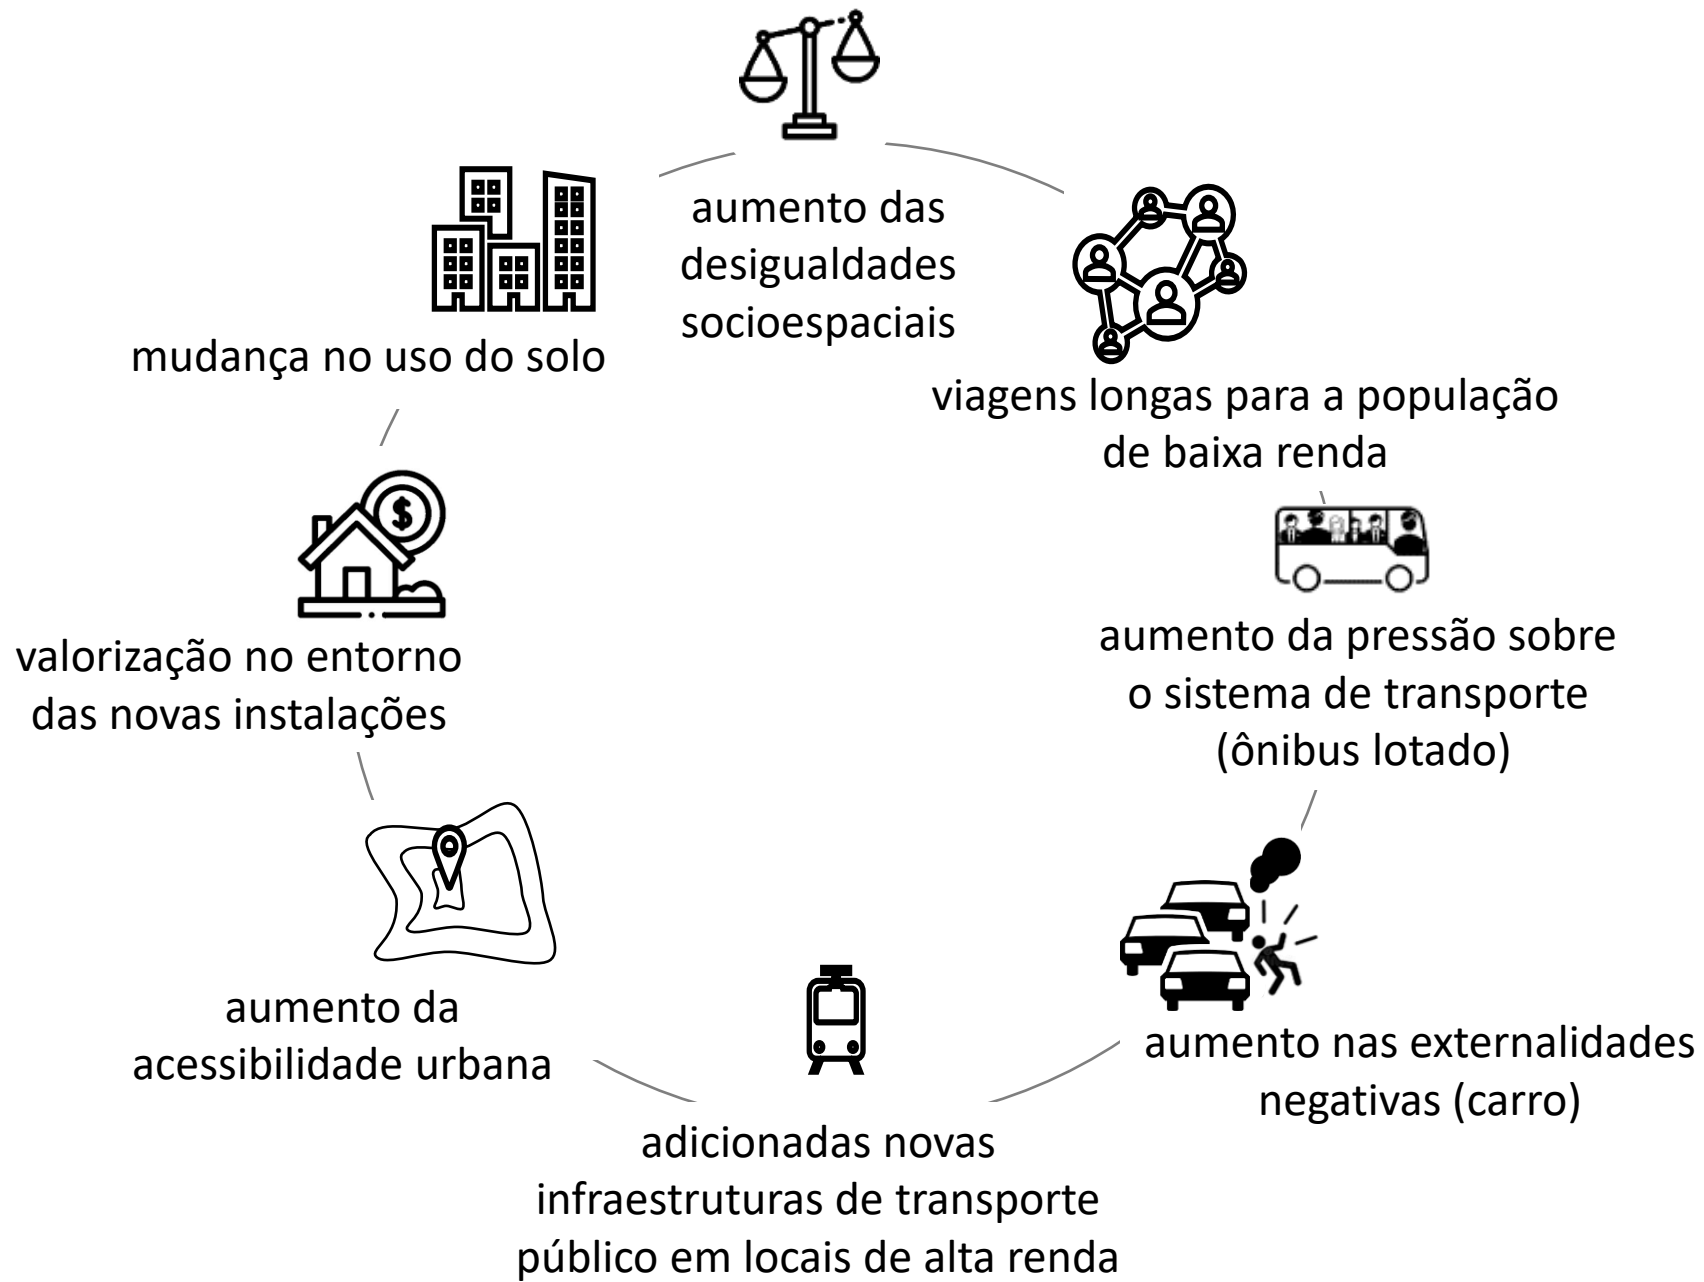 aumento das
desigualdades
socioespaciais
viagens longas para a população
de baixa renda
aumento da pressão sobre
o sistema de transporte
(ônibus lotado)
aumento nas externalidades
negativas (carro)
adicionadas novas
infraestruturas de transporte
público em locais de alta renda
aumento da
acessibilidade urbana
valorização no entorno
das novas instalações
$
mudança no uso do solo